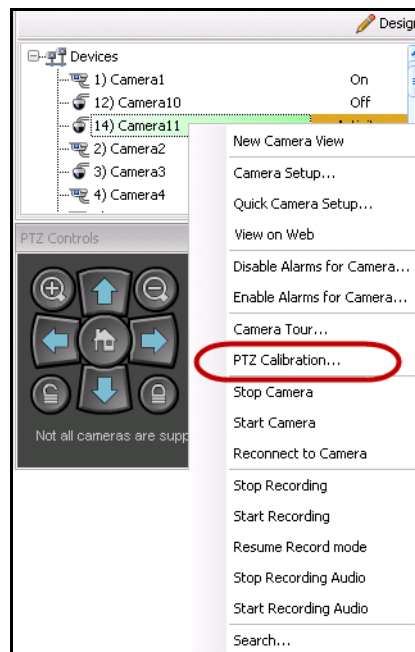 Design
Devices
1) Camera1 On
12) Camera10 Off
14) Camera11
2) Camera2
3) Camera3
4) Camera4
PTZ Controls
Not all cameras are supp
New Camera View
Camera Setup...
Quick Camera Setup...
View on Web
Disable Alarms for Camera...
Enable Alarms for Camera...
Camera Tour...
PTZ Calibration...
Stop Camera
Start Camera
Reconnect to Camera
Stop Recording
Start Recording
Resume Record mode
Stop Recording Audio
Start Recording Audio
Search...